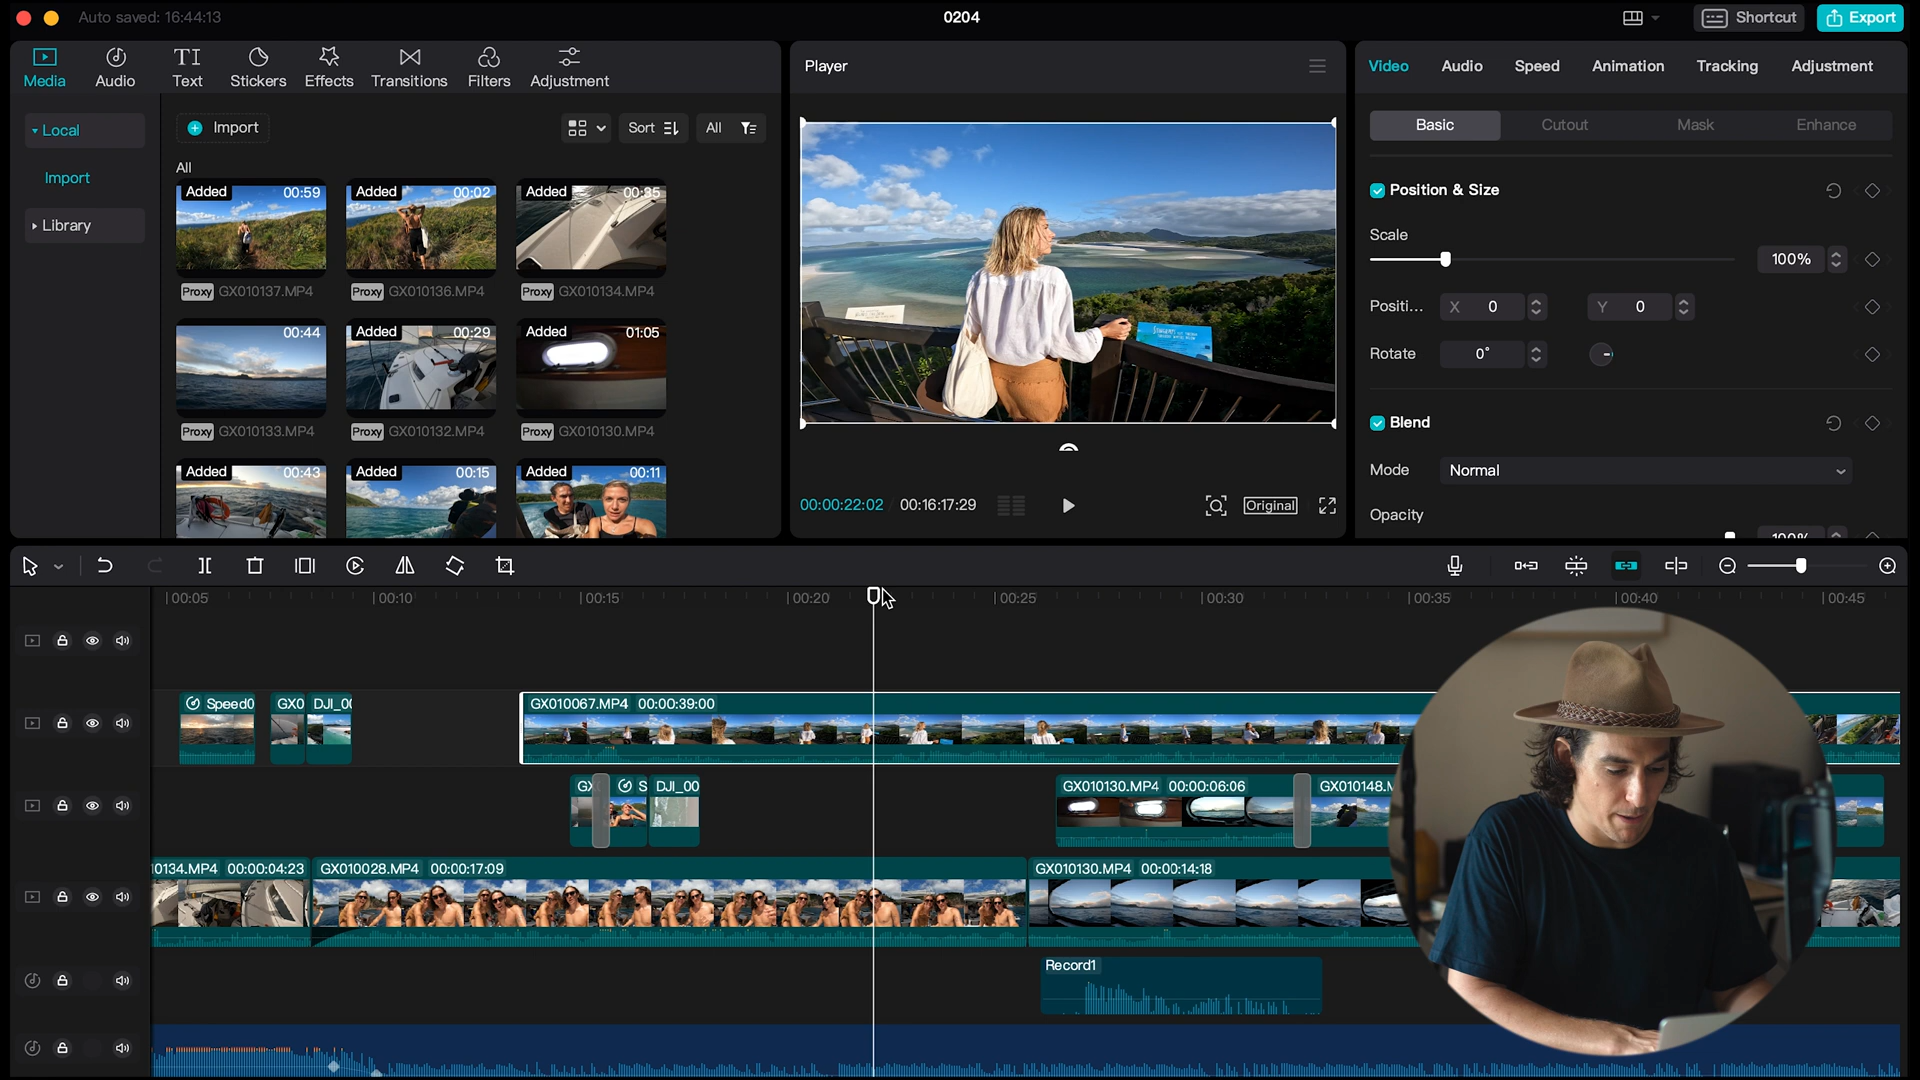 Auto saved: 16:44:13
0204
Shortcut
Export
Media
Audio
Text
Stickers
Effects
Transitions
Filters
Adjustment
Local
Import
Library
Import
Sort
All
All
Added 00:59
Added 00:02
Added 00:35
Proxy GX010137.MP4
Proxy GX010136.MP4
Proxy GX010134.MP4
00:44
Added 00:29
Added 01:05
Proxy GX010133.MP4
Proxy GX010132.MP4
Proxy GX010130.MP4
Added 00:43
Added 00:15
Added 00:11
Player
00:00:22:02
00:16:17:29
Original
Video
Audio
Speed
Animation
Tracking
Adjustment
Basic
Cutout
Mask
Enhance
Position & Size
Scale
100%
Positi...
X 0
Y 0
Rotate
0°
Blend
Mode
Normal
Opacity
100%
00:05
00:10
00:15
00:20
00:25
00:30
00:35
00:40
00:45
Speed0
GX0
DJI_00
GX010067.MP4 00:00:39:00
GX
S
DJI_00
GX010130.MP4 00:00:06:06
GX010148.M
0134.MP4 00:00:04:23
GX010028.MP4 00:00:17:09
GX010130.MP4 00:00:14:18
Record1